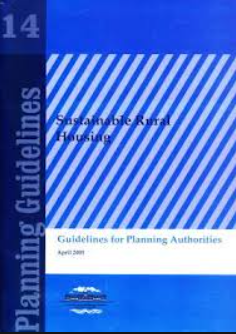 14
Planning Guidelines
Sustainable Rural
Housing
Guidelines for Planning Authorities
April 2005